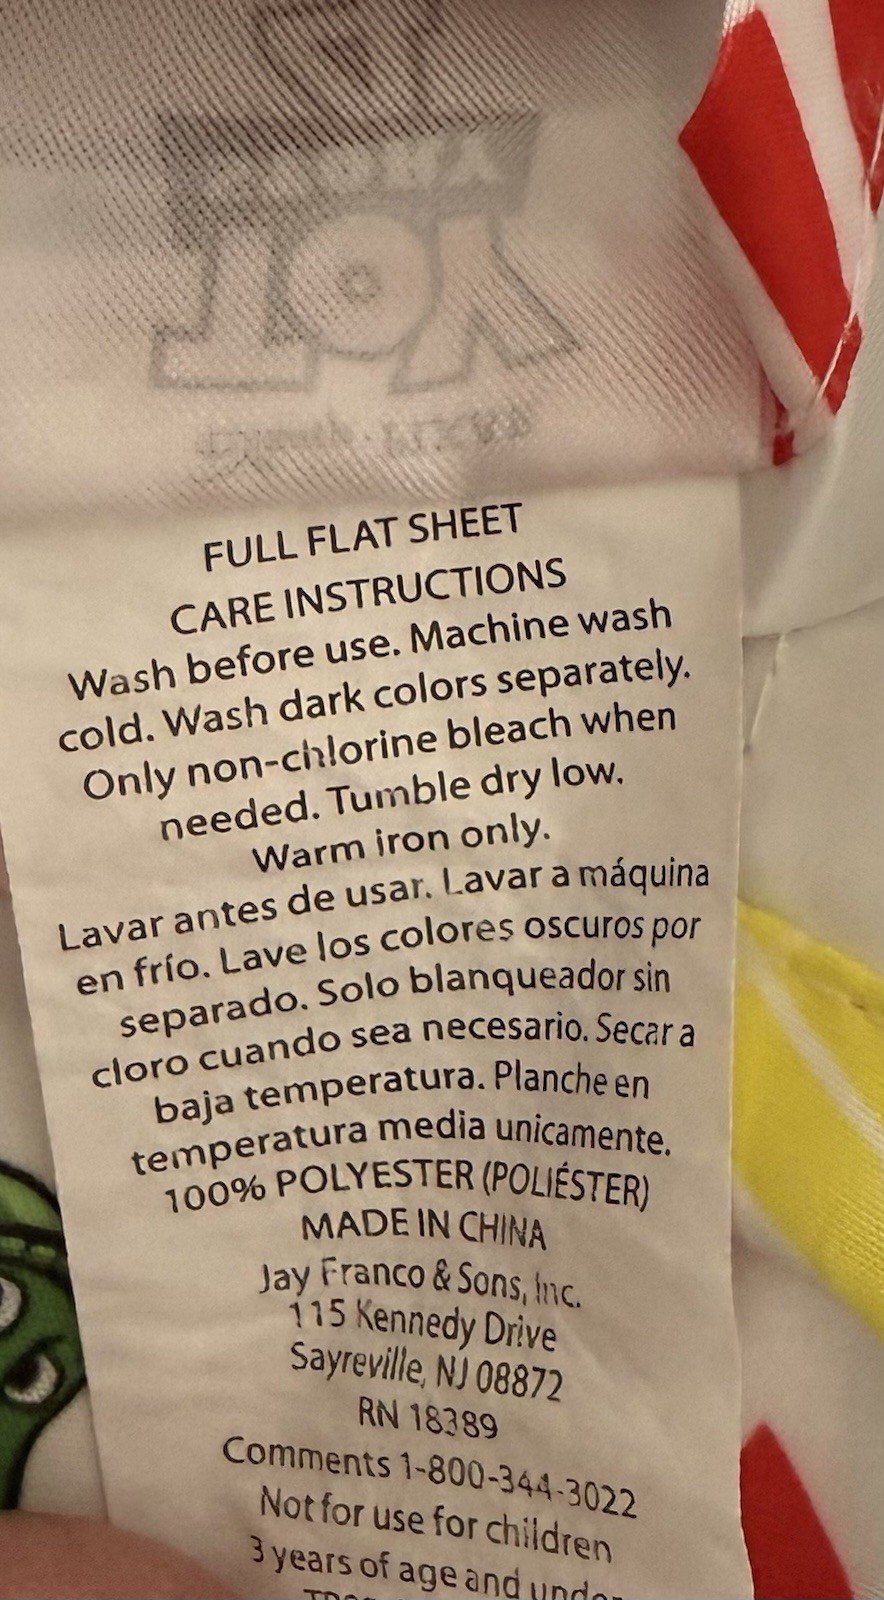 TOY
FULL FLAT SHEET
CARE INSTRUCTIONS
Wash before use. Machine wash
cold. Wash dark colors separately.
Only non-chlorine bleach when
needed. Tumble dry low.
Warm iron only.
Lavar antes de usar. Lavar a máquina
en frío. Lave los colores oscuros por
separado. Solo blanqueador sin
cloro cuando sea necesario. Secar a
baja temperatura. Planche en
temperatura media unicamente.
100% POLYESTER (POLIÉSTER)
MADE IN CHINA
Jay Franco & Sons, Inc.
115 Kennedy Drive
Sayreville, NJ 08872
RN 18389
Comments 1-800-344-3022
Not for use for children
3 years of age and under